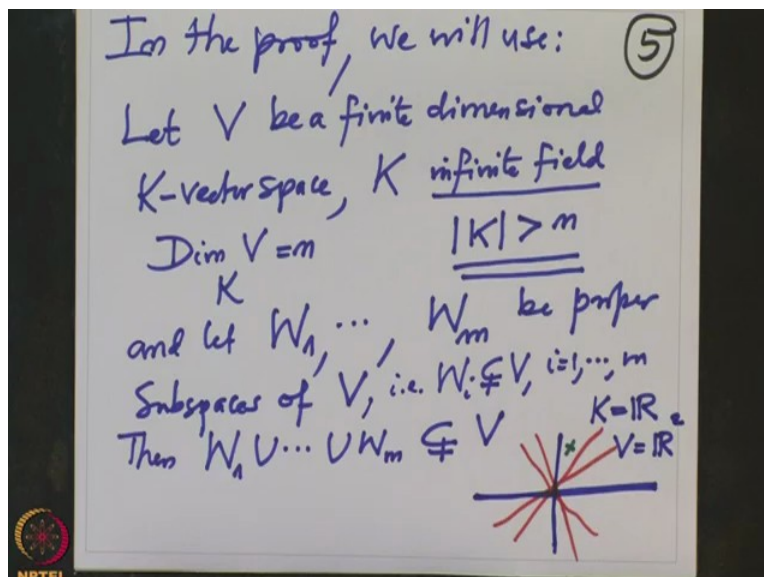 In the proof, we will use:
5
Let V be a finite dimensional
K-vector space, K infinite field
Dim V = n |K| > m
K
and let W₁, ⋯, Wₘ be proper
Subspaces of V, i.e. Wᵢ ⊊ V, i=1, ⋯, m
Then W₁ ∪ ⋯ ∪ Wₘ ⊊ V
K = ℝ
V = ℝ²
NPTEL